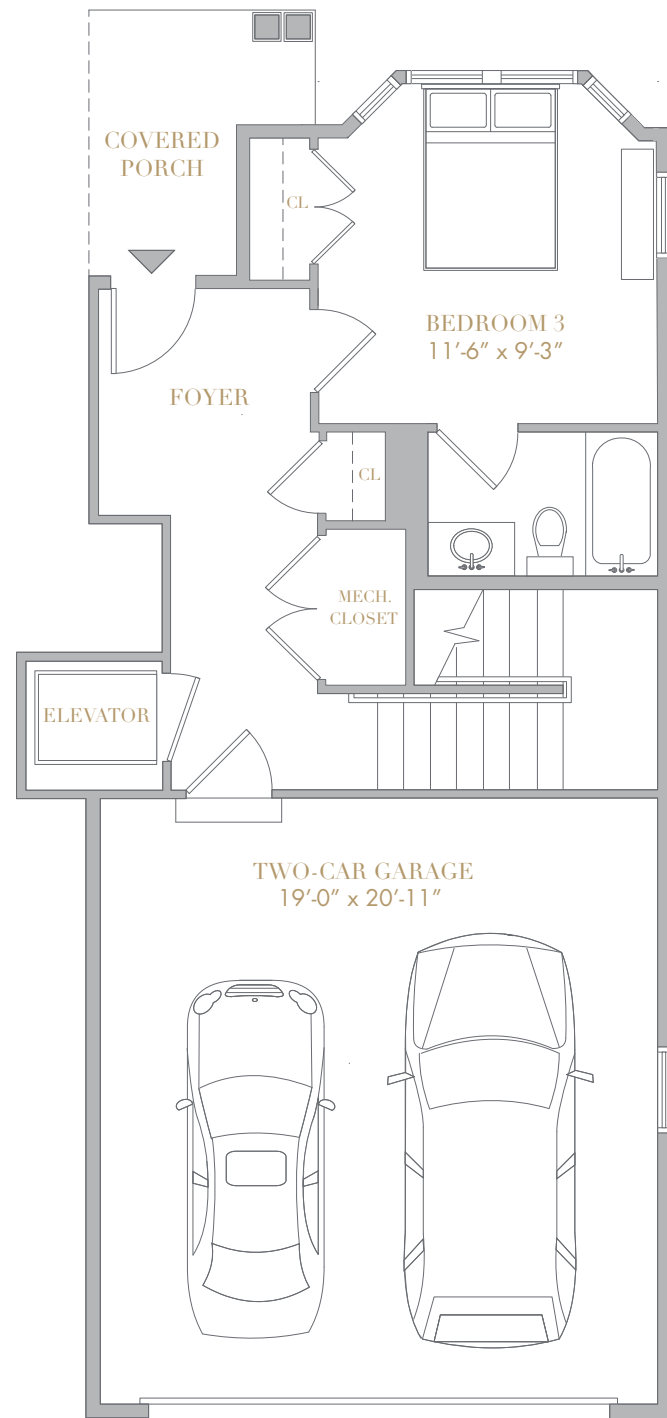 COVERED
PORCH
CL
BEDROOM 3
11’-6” x 9’-3”
FOYER
CL
MECH.
CLOSET
ELEVATOR
TWO-CAR GARAGE
19’-0” x 20’-11”